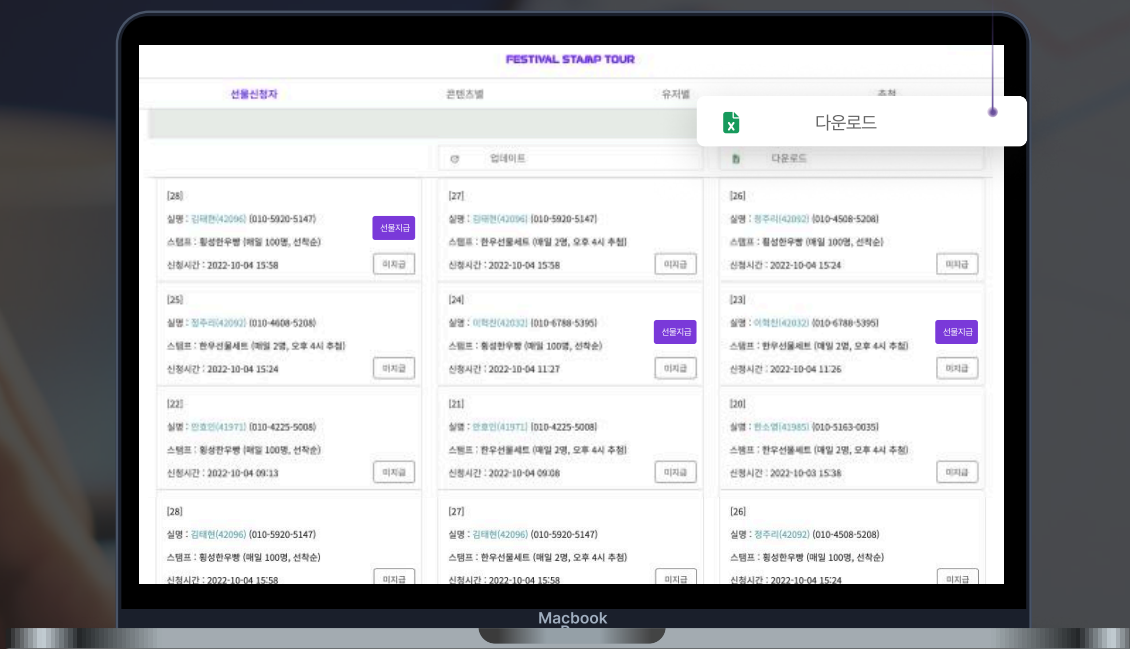 FESTIVAL STAMP TOUR
선물신청자 콘텐츠별 유저별 추첨
다운로드
업데이트 다운로드
[28]
실명 : 김태현(42096) (010-5920-5147)
선물지급
스탬프 : 횡성한우빵 (매일 100명, 선착순)
신청시간 : 2022-10-04 15:58 미지급
[27]
실명 : 김태현(42096) (010-5920-5147)
스탬프 : 한우선물세트 (매일 2명, 오후 4시 추첨)
신청시간 : 2022-10-04 15:58 미지급
[26]
실명 : 정주리(42092) (010-4508-5208)
스탬프 : 횡성한우빵 (매일 100명, 선착순)
신청시간 : 2022-10-04 15:24 미지급
[25]
실명 : 정주리(42092) (010-4608-5208)
스탬프 : 한우선물세트 (매일 2명, 오후 4시 추첨)
신청시간 : 2022-10-04 15:24 미지급
[24]
실명 : 이혁진(42032) (010-6788-5395)
선물지급
스탬프 : 횡성한우빵 (매일 100명, 선착순)
신청시간 : 2022-10-04 11:27 미지급
[23]
실명 : 이혁진(42032) (010-6788-5395)
선물지급
스탬프 : 한우선물세트 (매일 2명, 오후 4시 추첨)
신청시간 : 2022-10-04 11:26 미지급
[22]
실명 : 안효인(41971) (010-4225-5008)
스탬프 : 횡성한우빵 (매일 100명, 선착순)
신청시간 : 2022-10-04 09:13 미지급
[21]
실명 : 안효인(41971) (010-4225-5008)
스탬프 : 한우선물세트 (매일 2명, 오후 4시 추첨)
신청시간 : 2022-10-04 09:08 미지급
[20]
실명 : 한소영(41985) (010-5163-0035)
스탬프 : 한우선물세트 (매일 2명, 오후 4시 추첨)
신청시간 : 2022-10-03 15:38 미지급
[28]
실명 : 김태현(42096) (010-5920-5147)
스탬프 : 횡성한우빵 (매일 100명, 선착순)
신청시간 : 2022-10-04 15:58 미지급
[27]
실명 : 김태현(42096) (010-5920-5147)
스탬프 : 한우선물세트 (매일 2명, 오후 4시 추첨)
신청시간 : 2022-10-04 15:58 미지급
[26]
실명 : 정주리(42092) (010-4508-5208)
스탬프 : 횡성한우빵 (매일 100명, 선착순)
신청시간 : 2022-10-04 15:24 미지급
Macbook